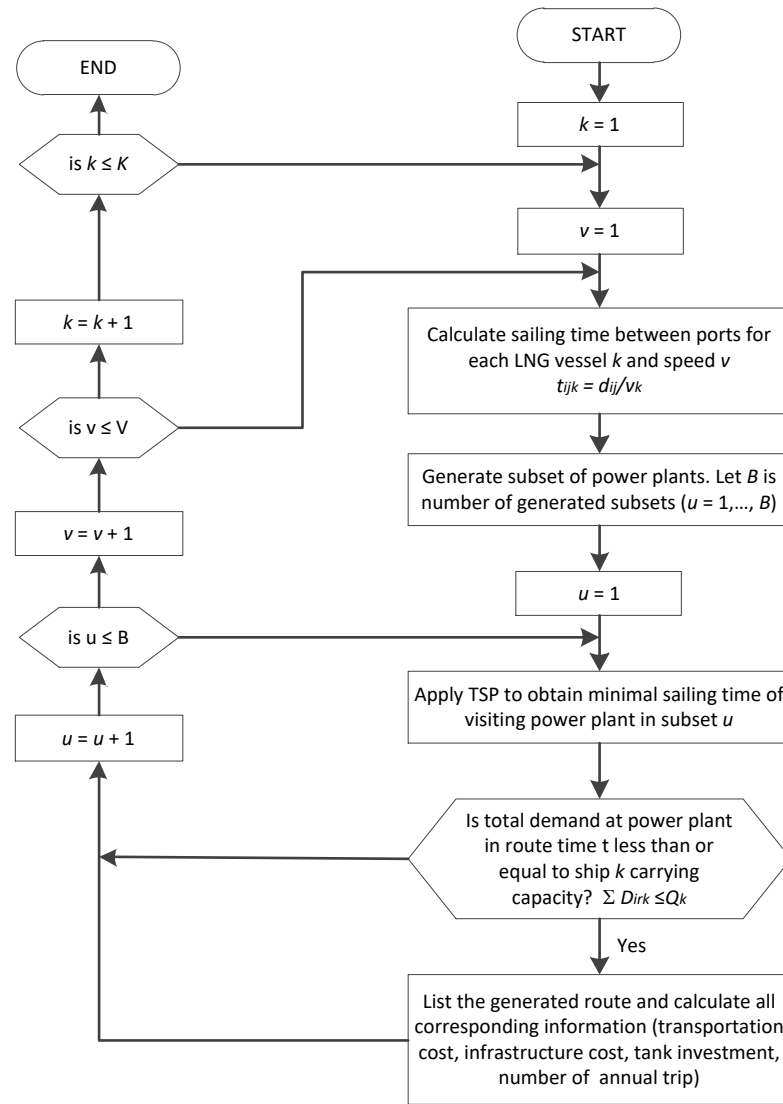 START
k = 1
v = 1
Calculate sailing time between ports for
each LNG vessel k and speed v
tijk = dij/vk
Generate subset of power plants. Let B is
number of generated subsets (u = 1,..., B)
u = 1
Apply TSP to obtain minimal sailing time of
visiting power plant in subset u
Is total demand at power plant
in route time t less than or
equal to ship k carrying
capacity? Σ Dirk ≤Qk
Yes
List the generated route and calculate all
corresponding information (transportation
cost, infrastructure cost, tank investment,
number of annual trip)
u = u + 1
is u ≤ B
v = v + 1
is v ≤ V
k = k + 1
is k ≤ K
END